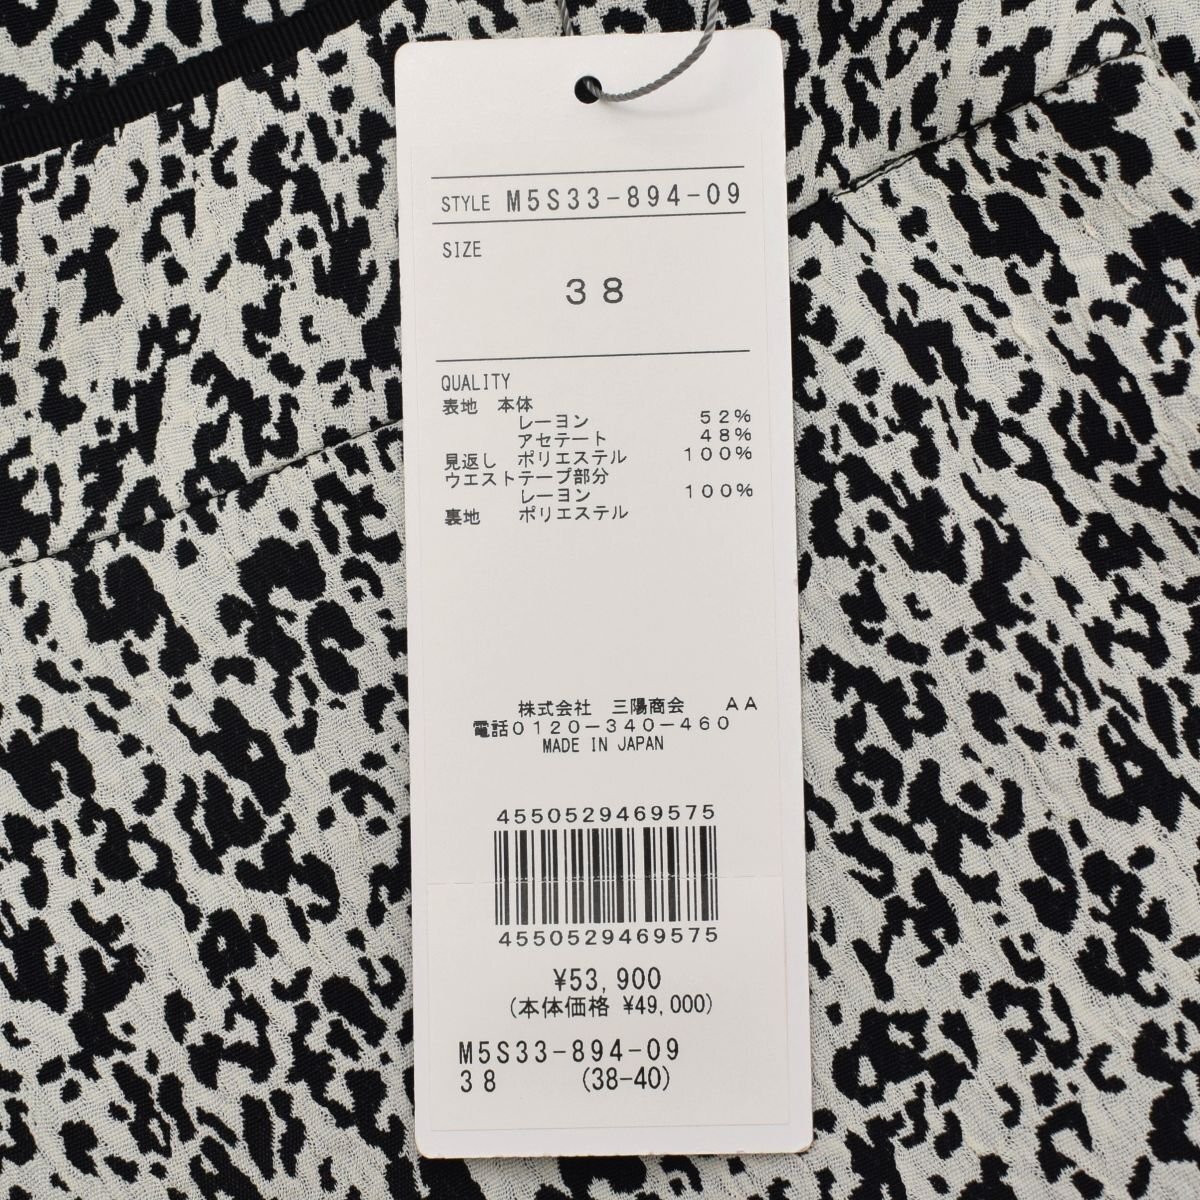 STYLE M5S33-894-09
SIZE
38
QUALITY
表地 本体
レーヨン 52%
アセテート 48%
見返し ポリエステル 100%
ウエストテープ部分
レーヨン 100%
裏地 ポリエステル
株式会社 三陽商会 AA
電話0120-340-460
MADE IN JAPAN
4550529469575
4550529469575
¥53,900
(本体価格 ¥49,000)
M5S33-894-09
38 (38-40)